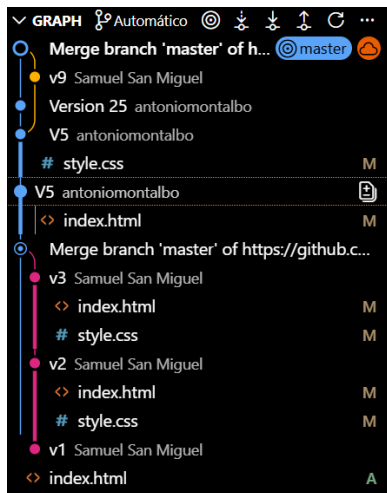 GRAPH Automático
Merge branch 'master' of h... master
v9 Samuel San Miguel
Version 25 antoniomontalbo
V5 antoniomontalbo
# style.css M
V5 antoniomontalbo
<> index.html M
Merge branch 'master' of https://github.c...
v3 Samuel San Miguel
<> index.html M
# style.css M
v2 Samuel San Miguel
<> index.html M
# style.css M
v1 Samuel San Miguel
<> index.html A